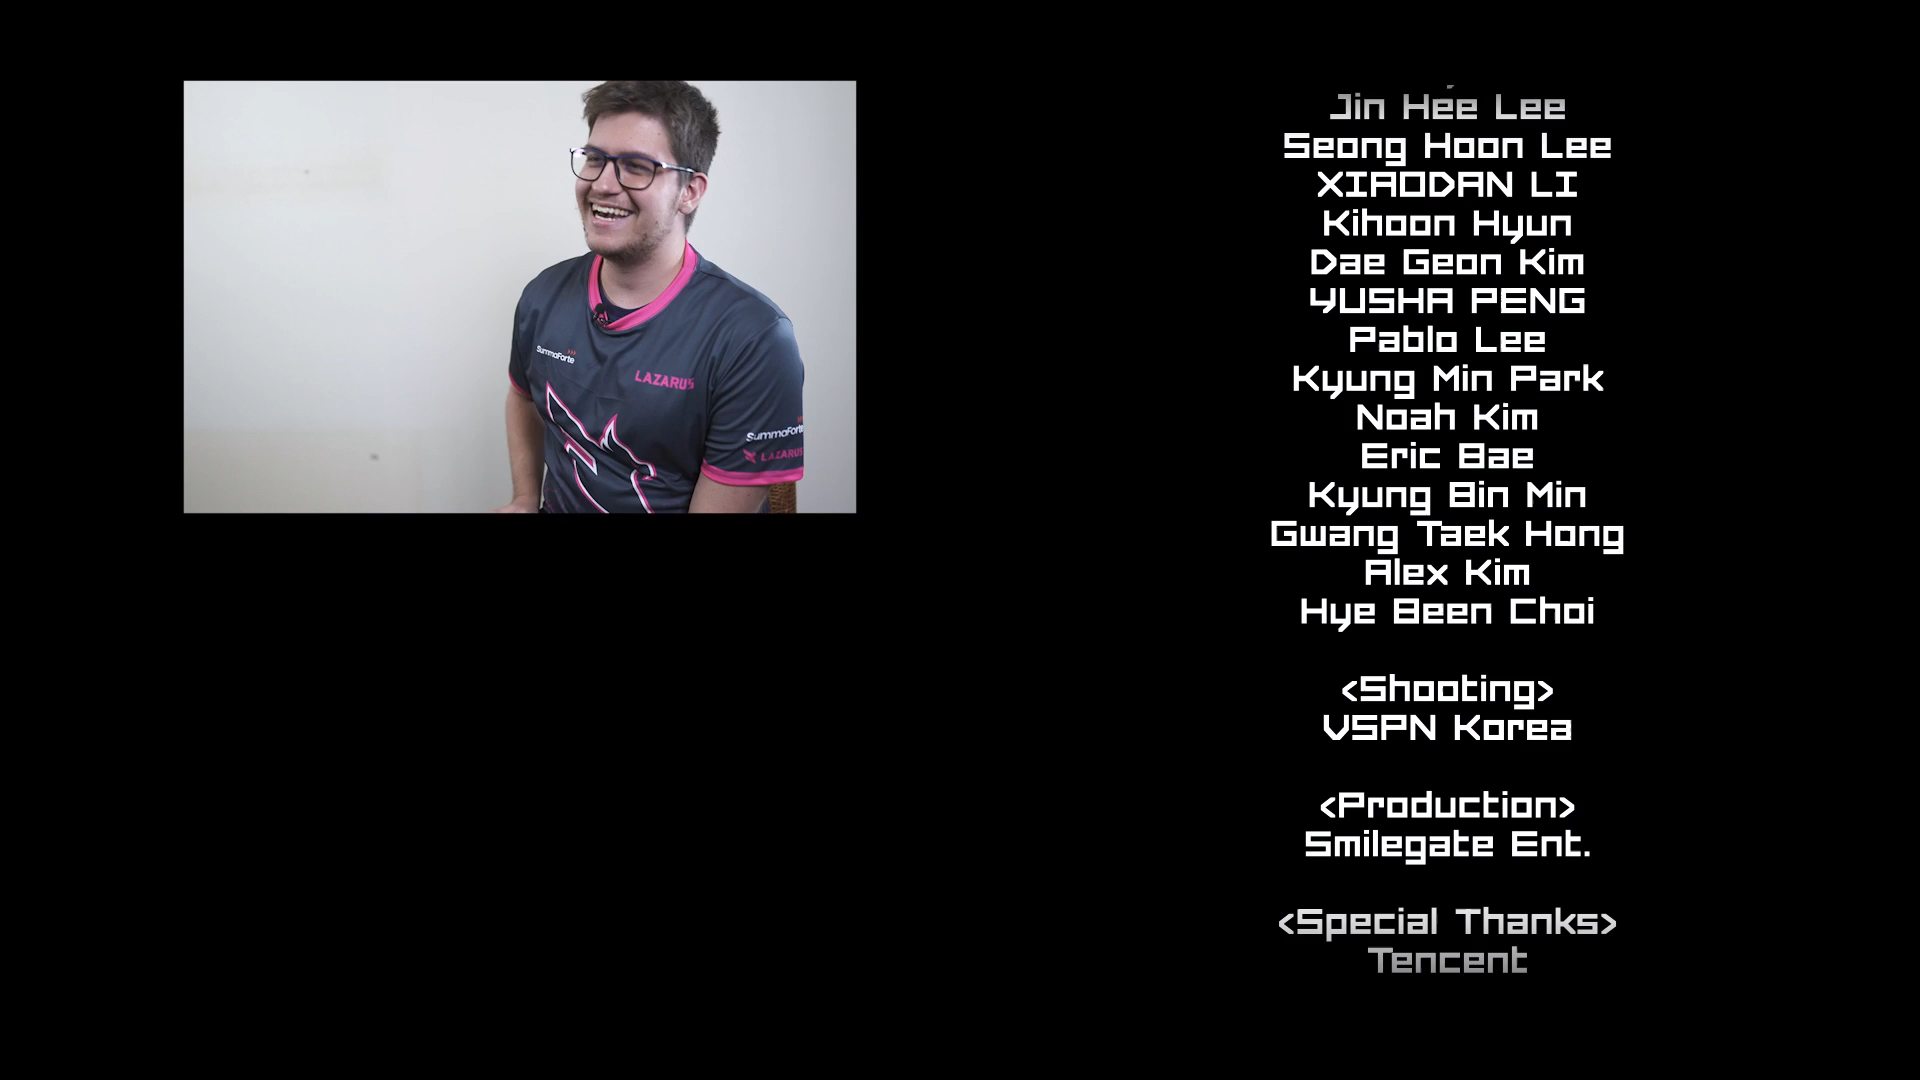 SummaForte
LAZARUS
SummaForte
LAZARUS
Jin Hee Lee
Seong Hoon Lee
XIAODAN LI
Kihoon Hyun
Dae Geon Kim
YUSHA PENG
Pablo Lee
Kyung Min Park
Noah Kim
Eric Bae
Kyung Bin Min
Gwang Taek Hong
Alex Kim
Hye Been Choi
<Shooting>
VSPN Korea
<Production>
Smilegate Ent.
<Special Thanks>
Tencent